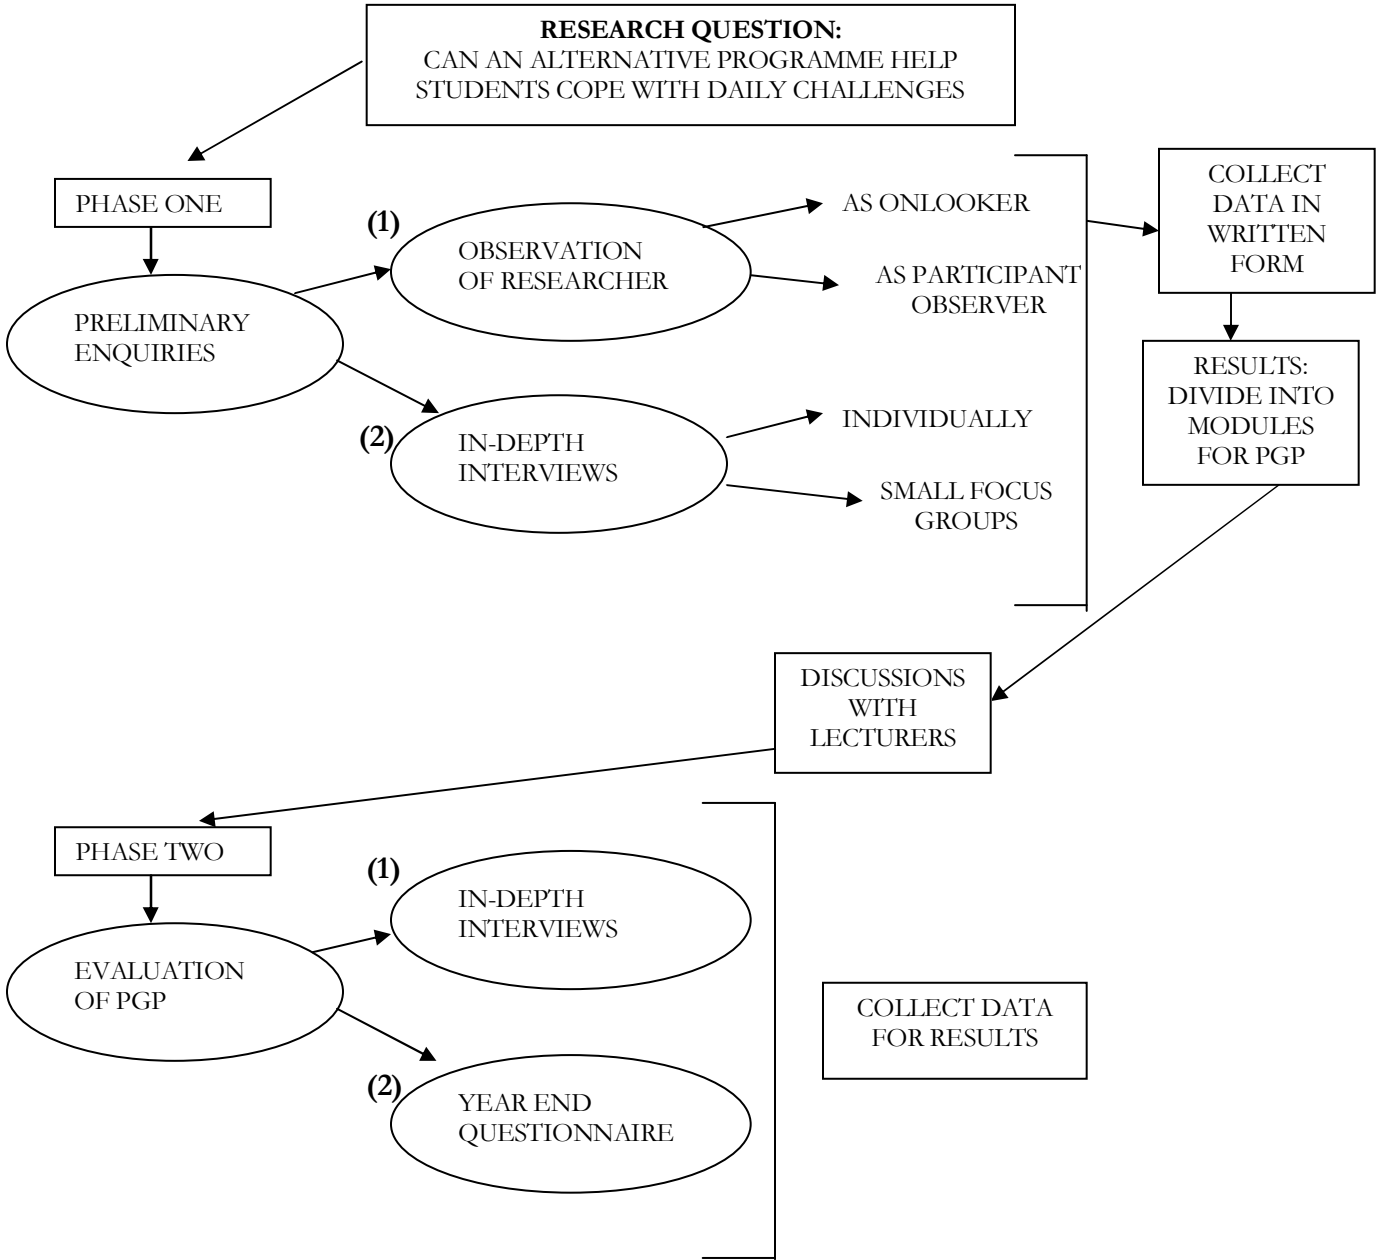 RESEARCH QUESTION:
CAN AN ALTERNATIVE PROGRAMME HELP
STUDENTS COPE WITH DAILY CHALLENGES
PHASE ONE
PRELIMINARY
ENQUIRIES
(1)
OBSERVATION
OF RESEARCHER
AS ONLOOKER
AS PARTICIPANT
OBSERVER
(2)
IN-DEPTH
INTERVIEWS
INDIVIDUALLY
SMALL FOCUS
GROUPS
COLLECT
DATA IN
WRITTEN
FORM
RESULTS:
DIVIDE INTO
MODULES
FOR PGP
DISCUSSIONS
WITH
LECTURERS
PHASE TWO
EVALUATION
OF PGP
(1)
IN-DEPTH
INTERVIEWS
(2)
YEAR END
QUESTIONNAIRE
COLLECT DATA
FOR RESULTS